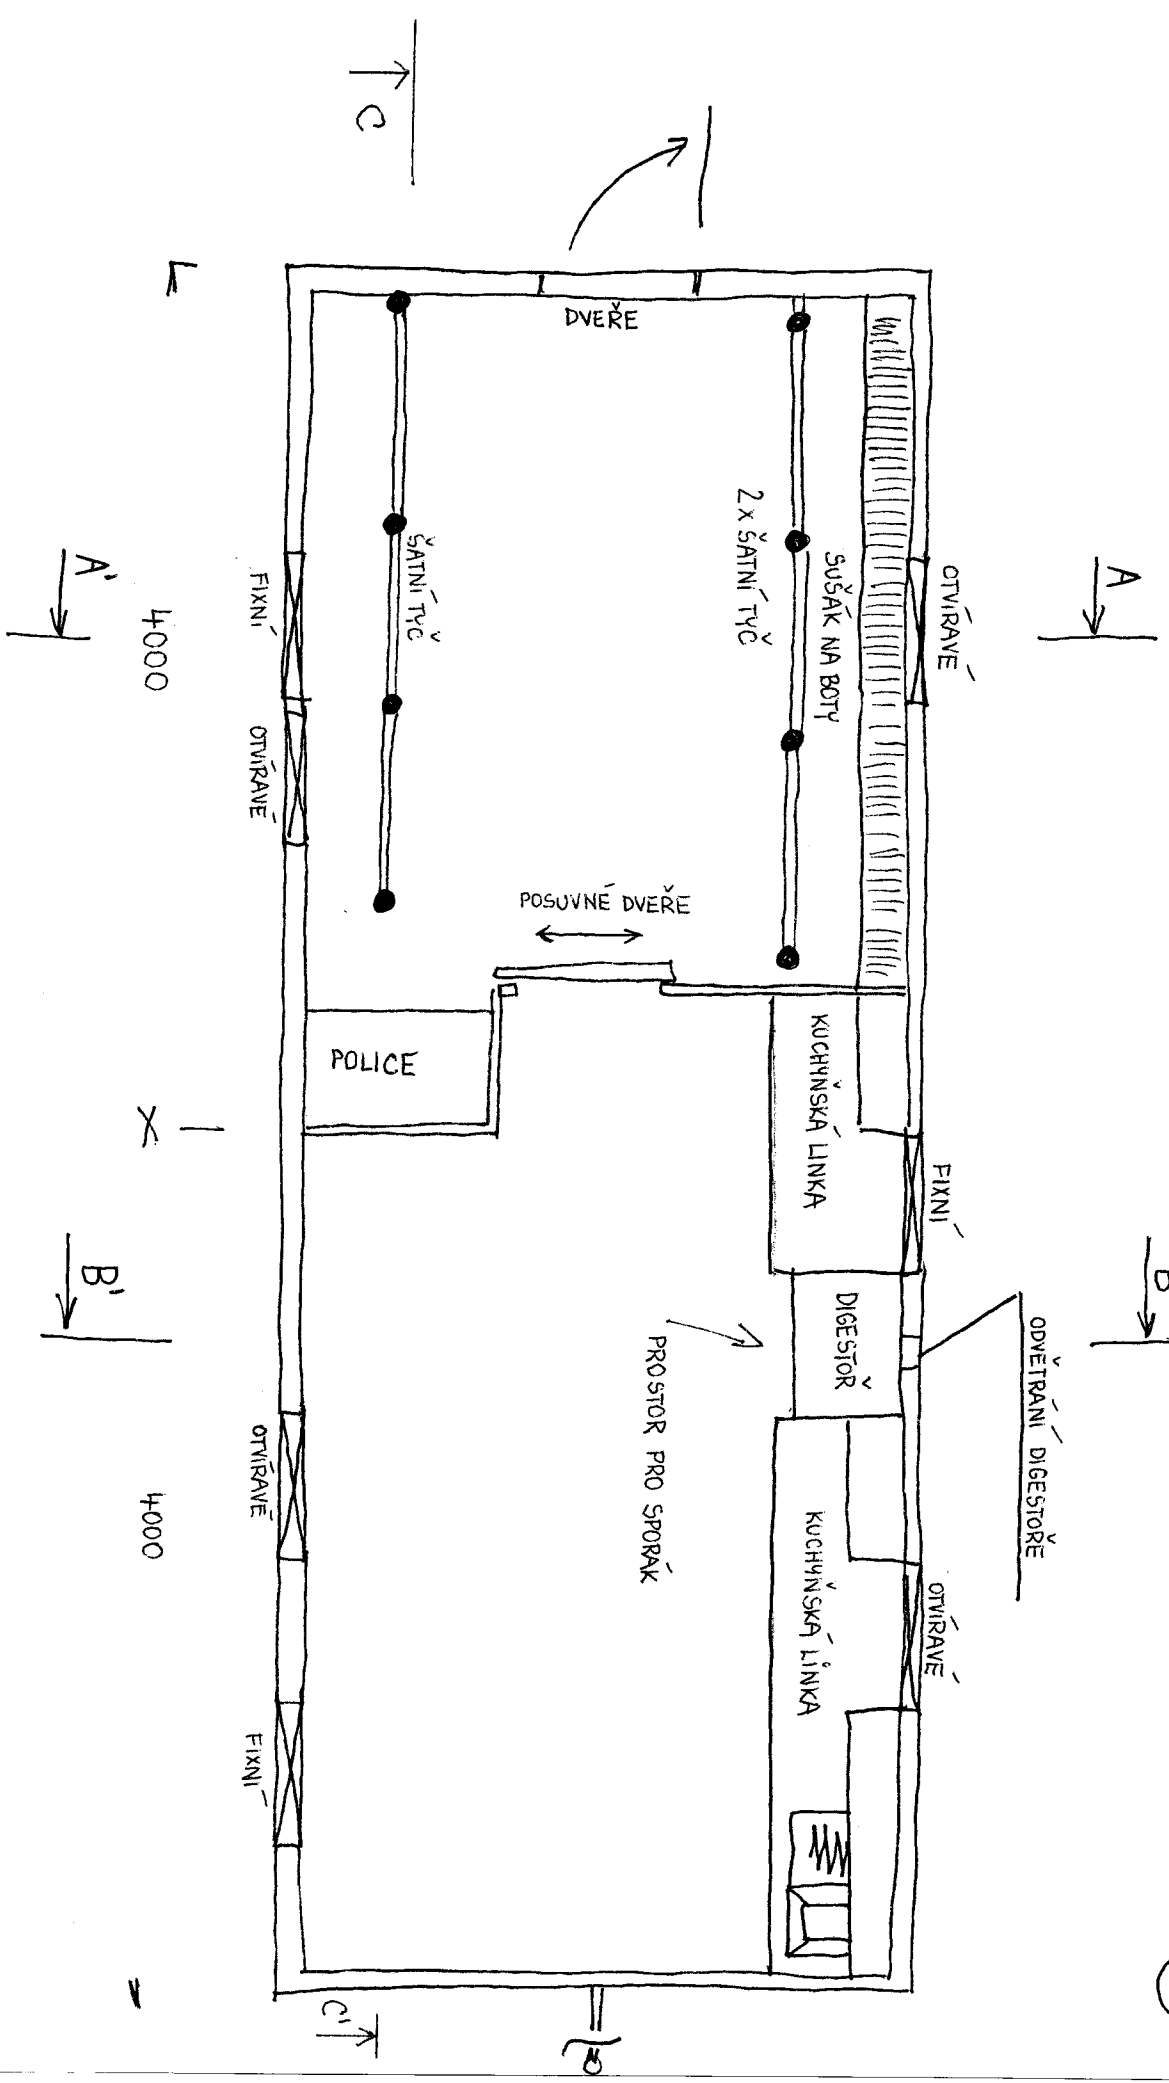 C
DVEŘE
A'
4000
FIXNÍ
OTVÍRAVÉ
ŠATNÍ TYČ
2x ŠATNÍ TYČ
SUŠÁK NA BOTY
OTVÍRAVÉ
A
POSUVNÉ DVEŘE
POLICE
KUCHYŇSKÁ LINKA
FIXNÍ
X
B'
DIGESTOŘ
PROSTOR PRO SPORÁK
ODVĚTRÁNÍ DIGESTOŘE
OTVÍRAVÉ
4000
KUCHYŇSKÁ LINKA
OTVÍRAVÉ
FIXNÍ
C'